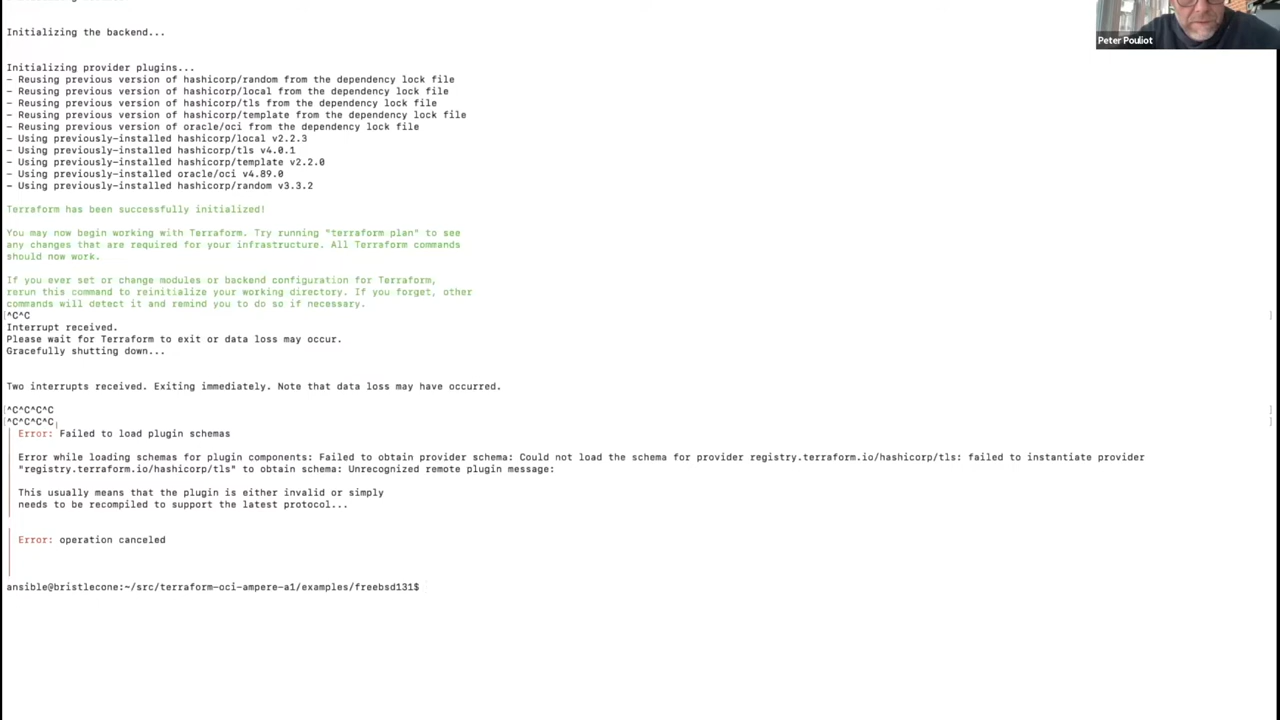 Initializing the backend...
Peter Pouliot
Initializing provider plugins...
- Reusing previous version of hashicorp/random from the dependency lock file
- Reusing previous version of hashicorp/local from the dependency lock file
- Reusing previous version of hashicorp/tls from the dependency lock file
- Reusing previous version of hashicorp/template from the dependency lock file
- Reusing previous version of oracle/oci from the dependency lock file
- Using previously-installed hashicorp/local v2.2.3
- Using previously-installed hashicorp/tls v4.0.1
- Using previously-installed hashicorp/template v2.2.0
- Using previously-installed oracle/oci v4.89.0
- Using previously-installed hashicorp/random v3.3.2
Terraform has been successfully initialized!
You may now begin working with Terraform. Try running "terraform plan" to see
any changes that are required for your infrastructure. All Terraform commands
should now work.
If you ever set or change modules or backend configuration for Terraform,
rerun this command to reinitialize your working directory. If you forget, other
commands will detect it and remind you to do so if necessary.
[^C^C ]
Interrupt received.
Please wait for Terraform to exit or data loss may occur.
Gracefully shutting down...
Two interrupts received. Exiting immediately. Note that data loss may have occurred.
[^C^C^C^C ]
[^C^C^C^C ]
Error: Failed to load plugin schemas
Error while loading schemas for plugin components: Failed to obtain provider schema: Could not load the schema for provider registry.terraform.io/hashicorp/tls: failed to instantiate provider
"registry.terraform.io/hashicorp/tls" to obtain schema: Unrecognized remote plugin message:
This usually means that the plugin is either invalid or simply
needs to be recompiled to support the latest protocol...
Error: operation canceled
ansible@bristlecone:~/src/terraform-oci-ampere-a1/examples/freebsd131$